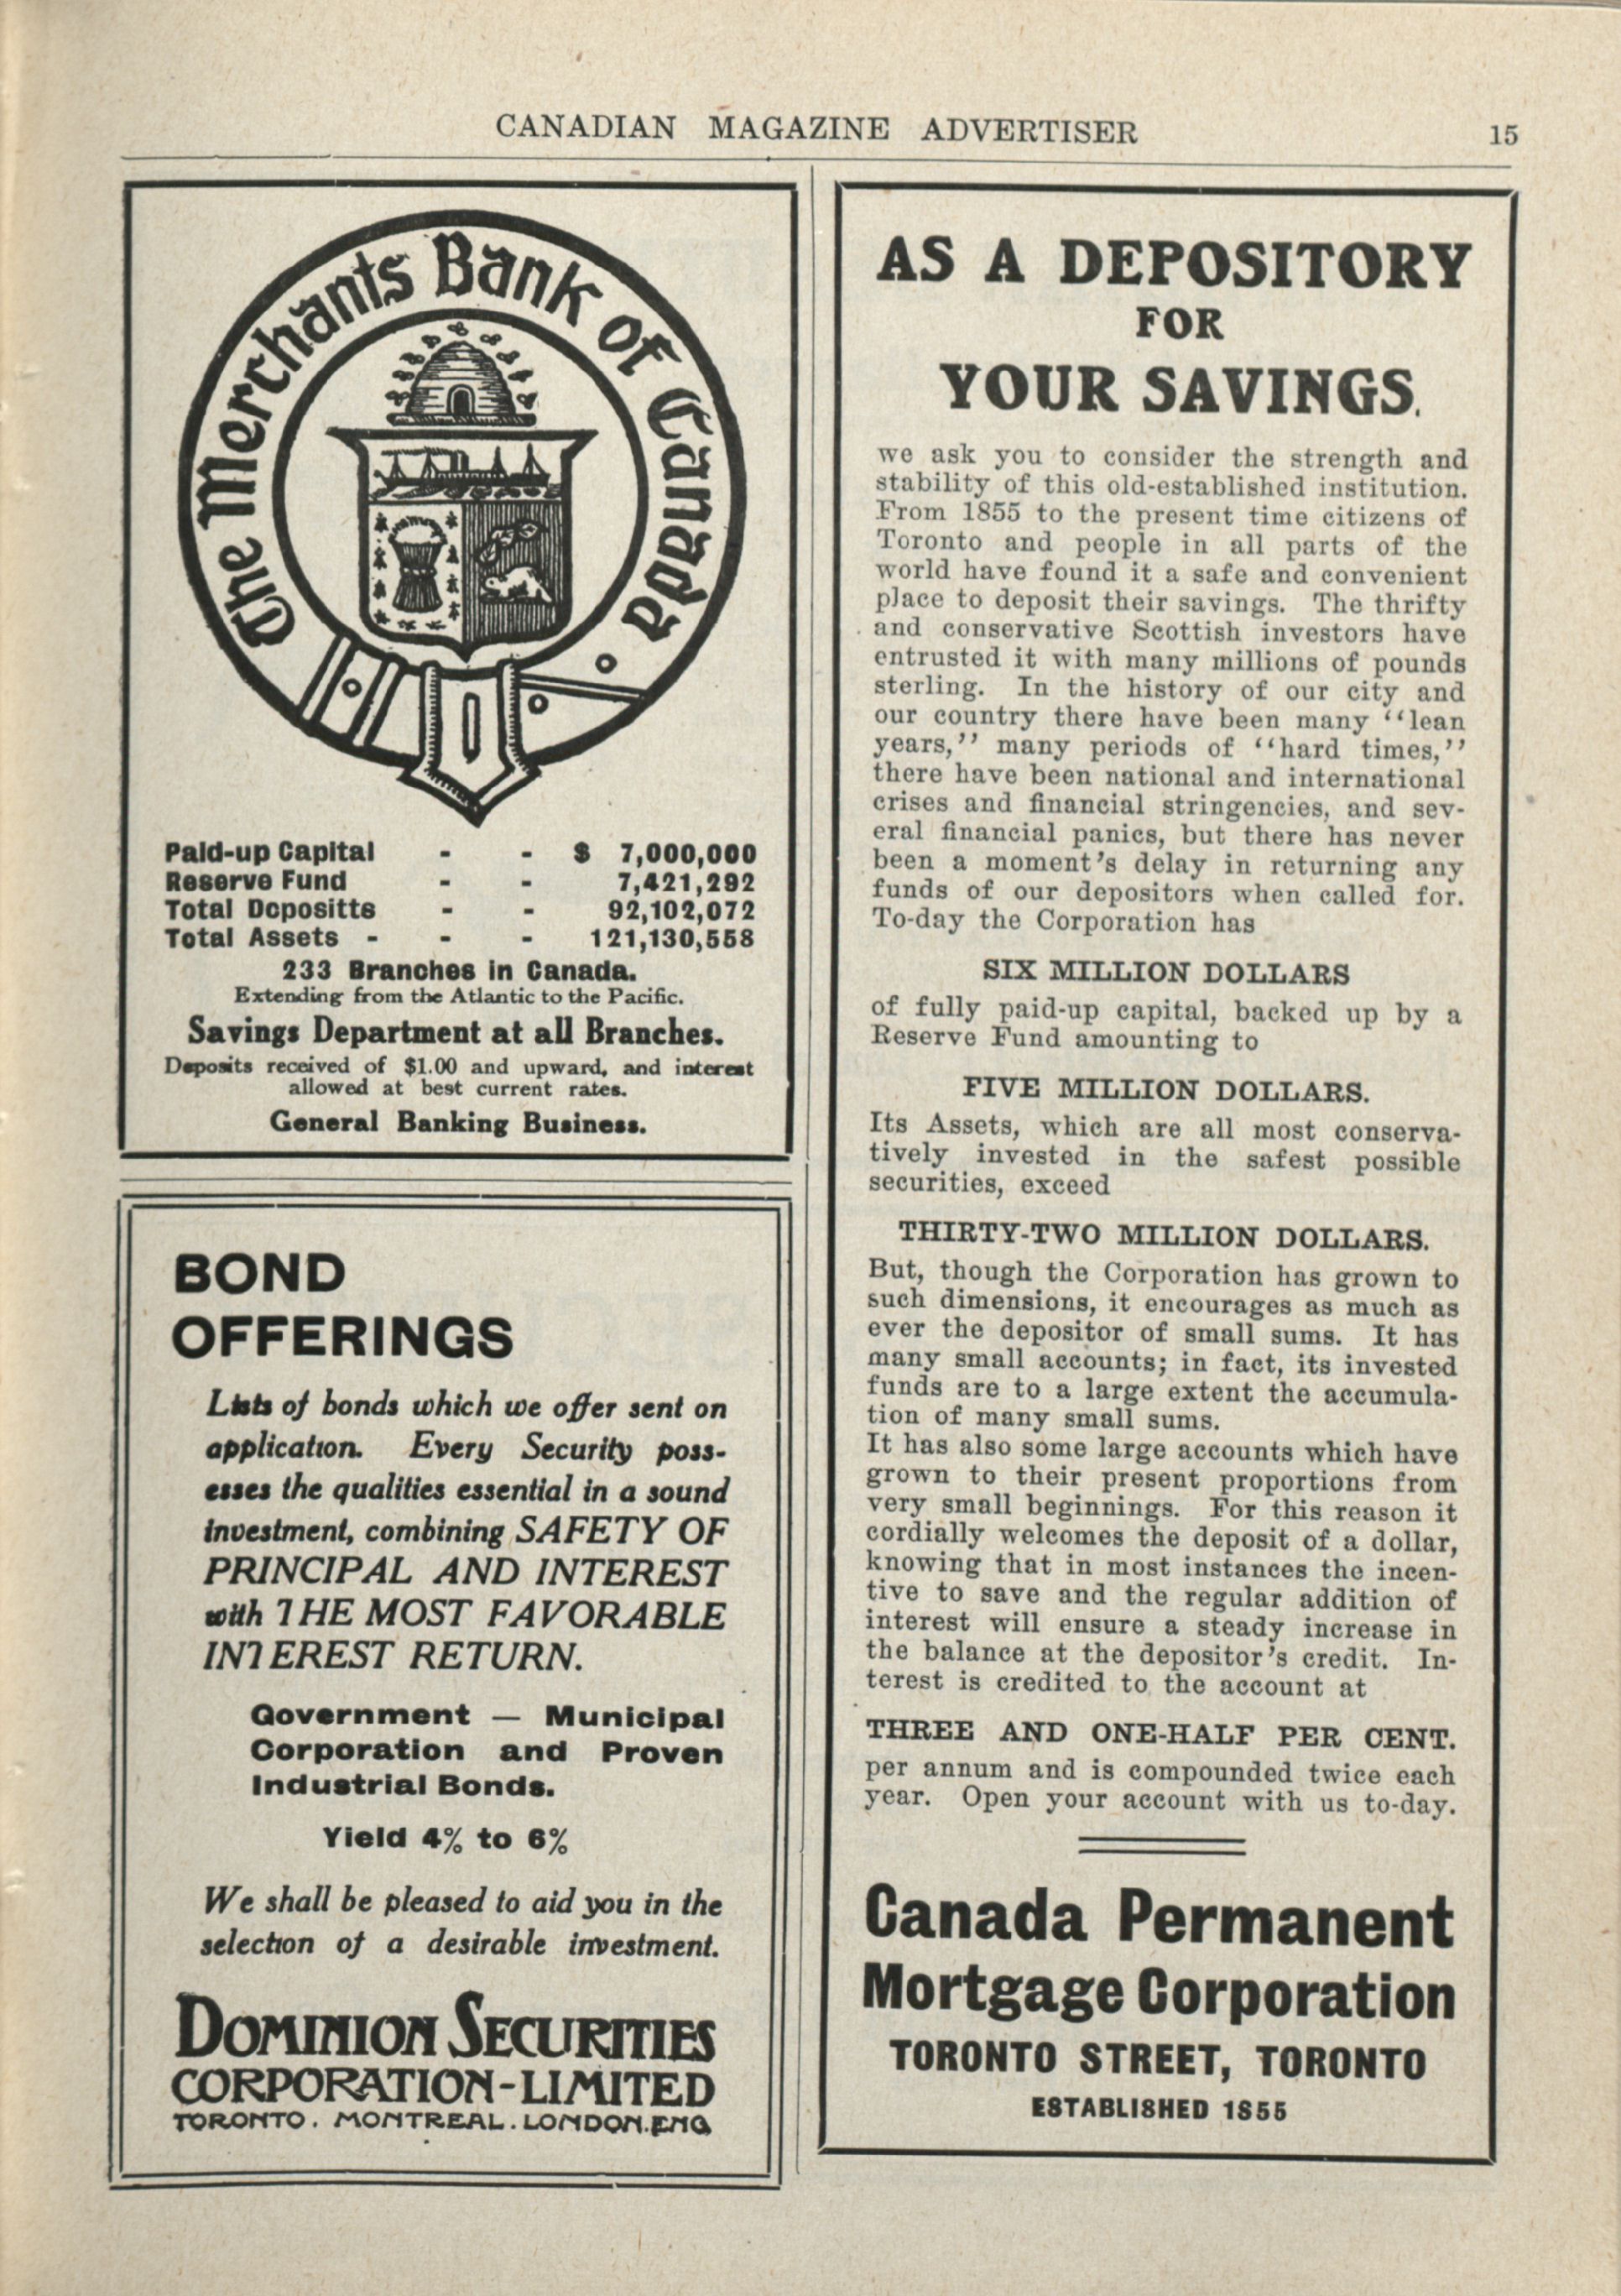 CANADIAN MAGAZINE ADVERTISER 15
The Merchants Bank of Canada
Paid-up Capital - - $ 7,000,000
Reserve Fund - - 7,421,292
Total Depositts - - 92,102,072
Total Assets - - - 121,130,558
233 Branches in Canada.
Extending from the Atlantic to the Pacific.
Savings Department at all Branches.
Deposits received of $1.00 and upward, and interest
allowed at best current rates.
General Banking Business.
BOND
OFFERINGS
Lists of bonds which we offer sent on
application. Every Security poss-
esses the qualities essential in a sound
investment, combining SAFETY OF
PRINCIPAL AND INTEREST
with THE MOST FAVORABLE
INTEREST RETURN.
Government — Municipal
Corporation and Proven
Industrial Bonds.
Yield 4% to 6%
We shall be pleased to aid you in the
selection of a desirable investment.
DOMINION SECURITIES
CORPORATION-LIMITED
TORONTO. MONTREAL. LONDON. ENG
AS A DEPOSITORY
FOR
YOUR SAVINGS.
we ask you to consider the strength and
stability of this old-established institution.
From 1855 to the present time citizens of
Toronto and people in all parts of the
world have found it a safe and convenient
place to deposit their savings. The thrifty
and conservative Scottish investors have
entrusted it with many millions of pounds
sterling. In the history of our city and
our country there have been many ‘‘lean
years,’’ many periods of ‘‘hard times,’’
there have been national and international
crises and financial stringencies, and sev-
eral financial panics, but there has never
been a moment's delay in returning any
funds of our depositors when called for.
To-day the Corporation has
SIX MILLION DOLLARS
of fully paid-up capital, backed up by a
Reserve Fund amounting to
FIVE MILLION DOLLARS.
Its Assets, which are all most conserva-
tively invested in the safest possible
securities, exceed
THIRTY-TWO MILLION DOLLARS.
But, though the Corporation has grown to
such dimensions, it encourages as much as
ever the depositor of small sums. It has
many small accounts; in fact, its invested
funds are to a large extent the accumula-
tion of many small sums.
It has also some large accounts which have
grown to their present proportions from
very small beginnings. For this reason it
cordially welcomes the deposit of a dollar,
knowing that in most instances the incen-
tive to save and the regular addition of
interest will ensure a steady increase in
the balance at the depositor's credit. In-
terest is credited to the account at
THREE AND ONE-HALF PER CENT.
per annum and is compounded twice each
year. Open your account with us to-day.
Canada Permanent
Mortgage Corporation
TORONTO STREET, TORONTO
ESTABLISHED 1855